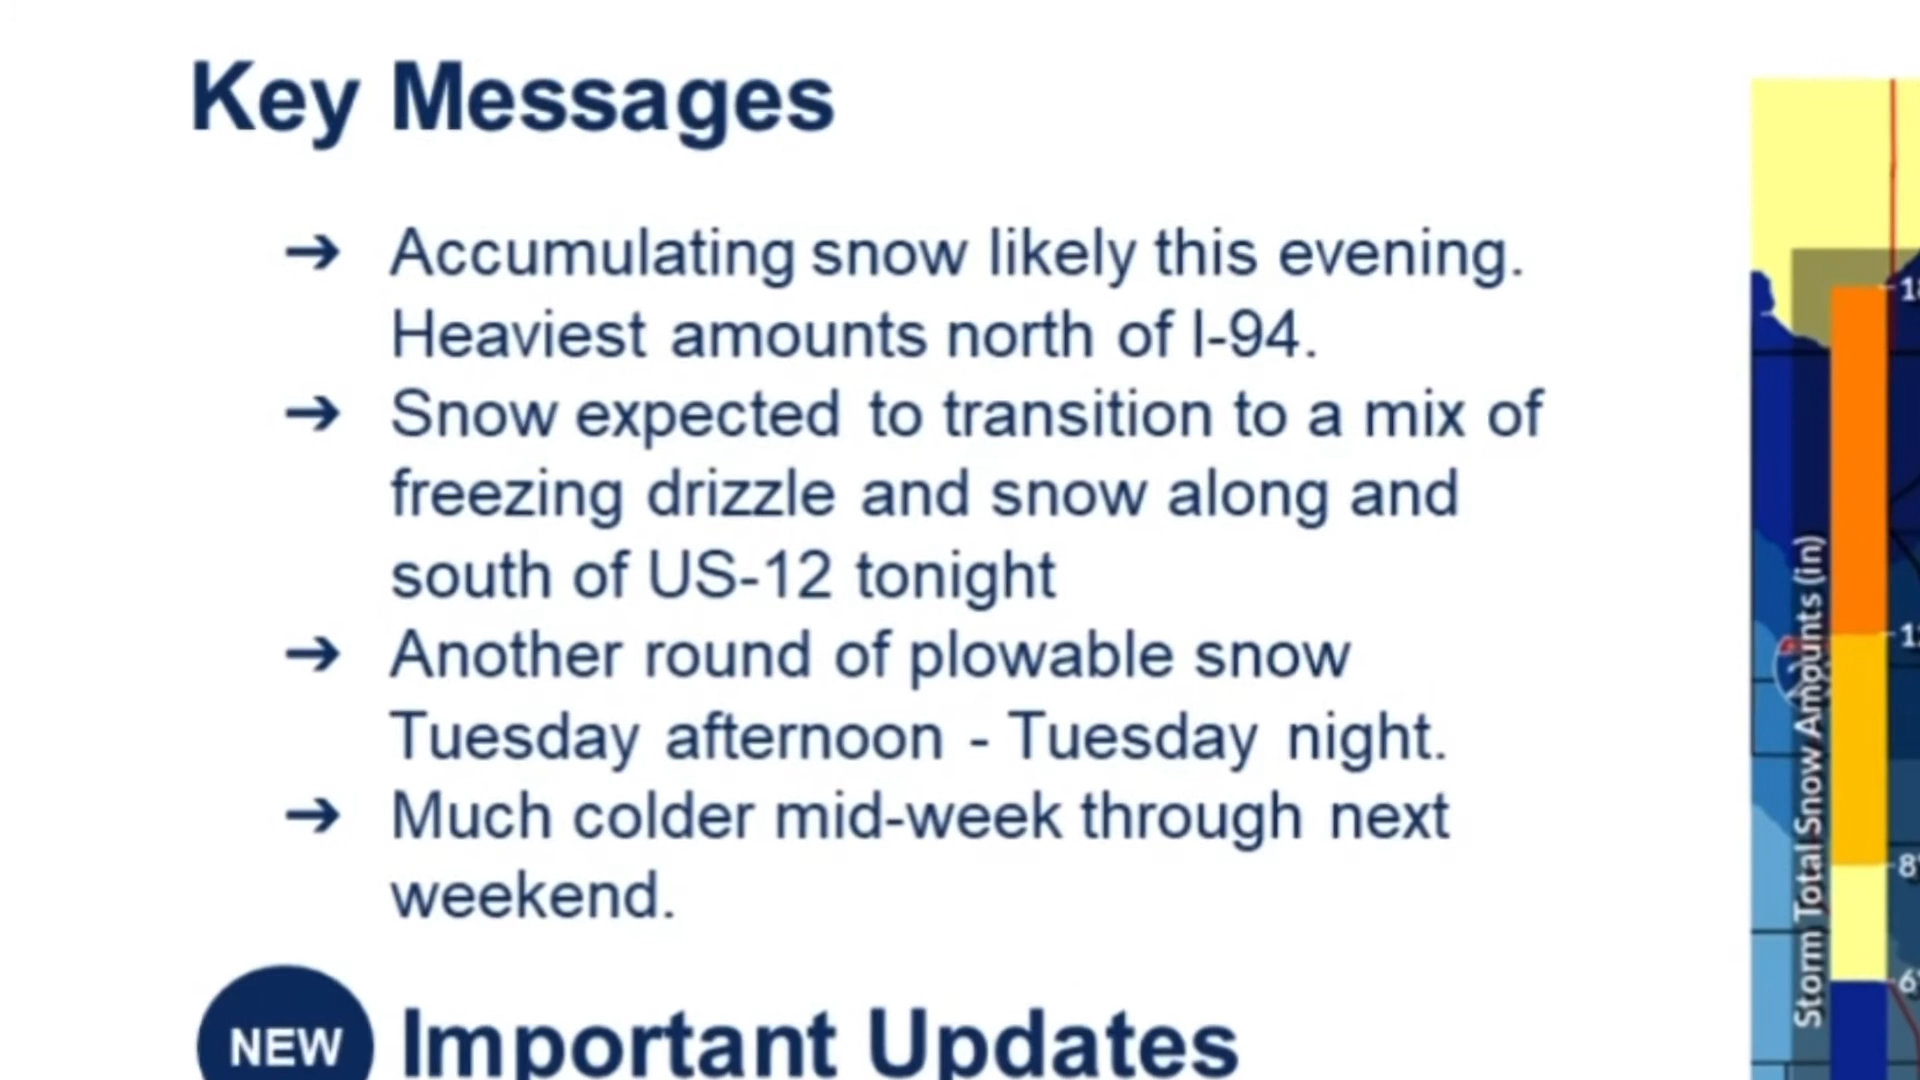 Key Messages
➔ Accumulating snow likely this evening.
Heaviest amounts north of I-94.
➔ Snow expected to transition to a mix of
freezing drizzle and snow along and
south of US-12 tonight
➔ Another round of plowable snow
Tuesday afternoon - Tuesday night.
➔ Much colder mid-week through next
weekend.
NEW Important Updates
Storm Total Snow Amounts (in)